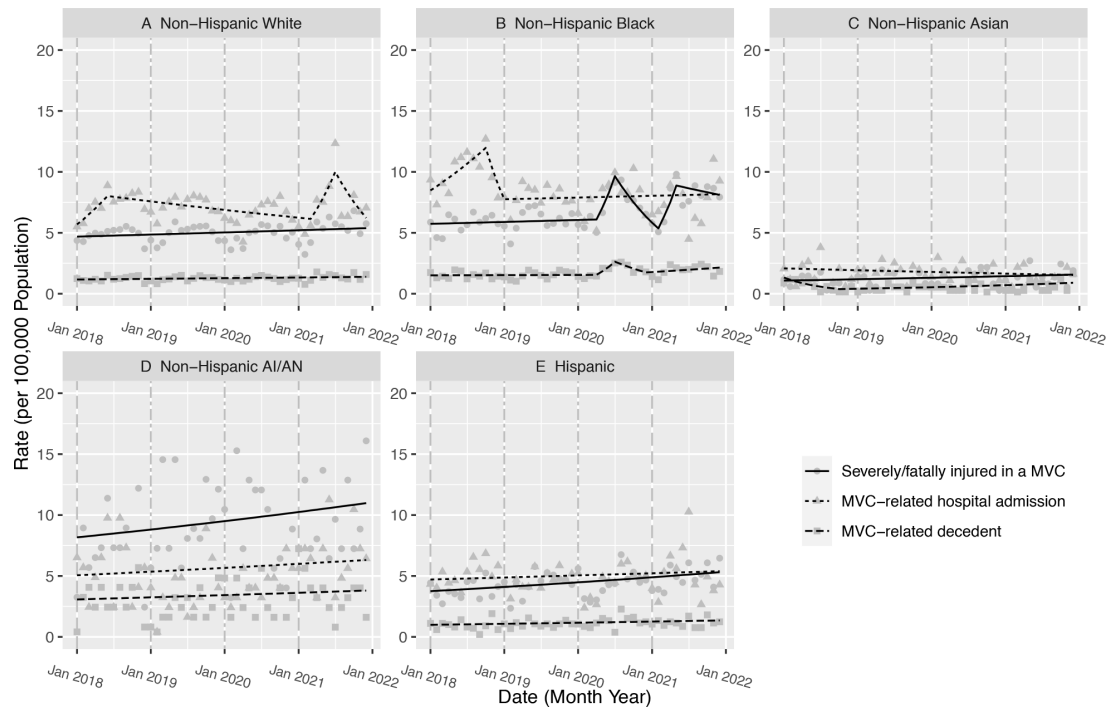 A Non−Hispanic White
B Non−Hispanic Black
C Non−Hispanic Asian
20
15
10
5
0
Jan 2018
Jan 2019
Jan 2020
Jan 2021
Jan 2022
20
15
10
5
0
Jan 2018
Jan 2019
Jan 2020
Jan 2021
Jan 2022
20
15
10
5
0
Jan 2018
Jan 2019
Jan 2020
Jan 2021
Jan 2022
Rate (per 100,000 Population)
D Non−Hispanic AI/AN
E Hispanic
20
15
10
5
0
Jan 2018
Jan 2019
Jan 2020
Jan 2021
Jan 2022
20
15
10
5
0
Jan 2018
Jan 2019
Jan 2020
Jan 2021
Jan 2022
Severely/fatally injured in a MVC
MVC−related hospital admission
MVC−related decedent
Date (Month Year)